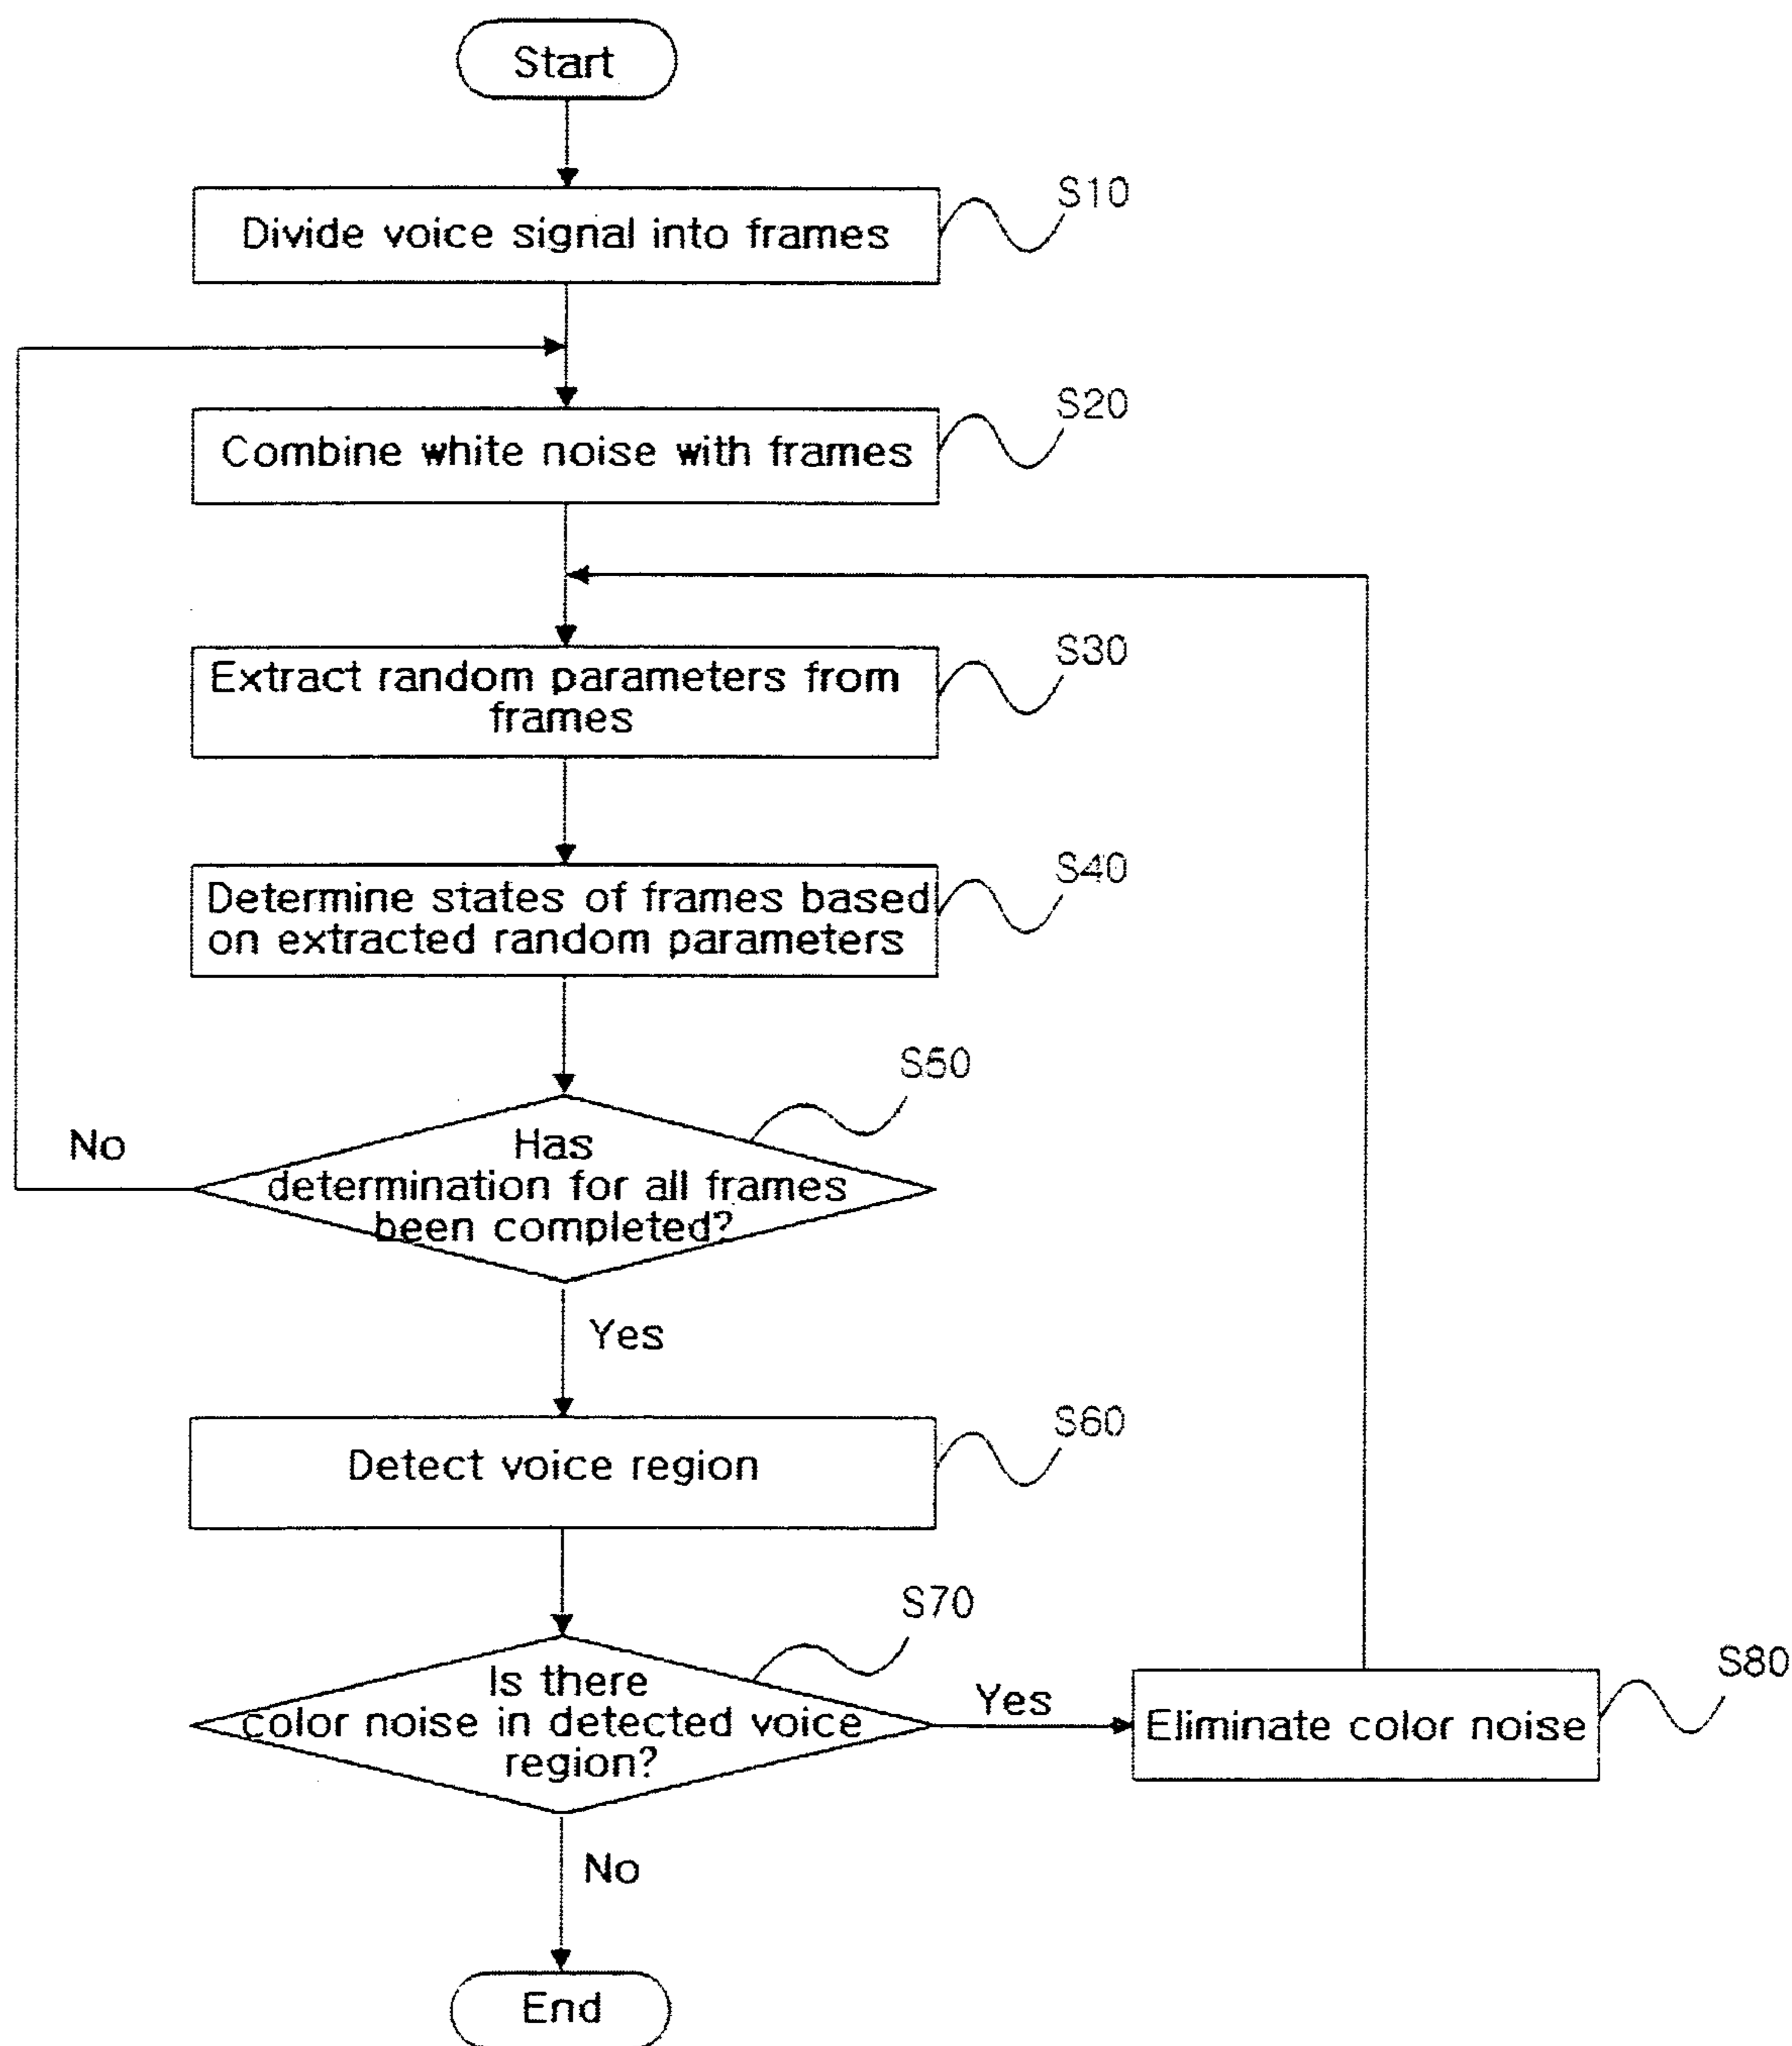 Start
Divide voice signal into frames
S10
Combine white noise with frames
S20
Extract random parameters from
frames
S30
Determine states of frames based
on extracted random parameters
S40
Has
determination for all frames
been completed?
S50
No
Yes
Detect voice region
S60
Is there
color noise in detected voice
region?
S70
Yes
Eliminate color noise
S80
No
End